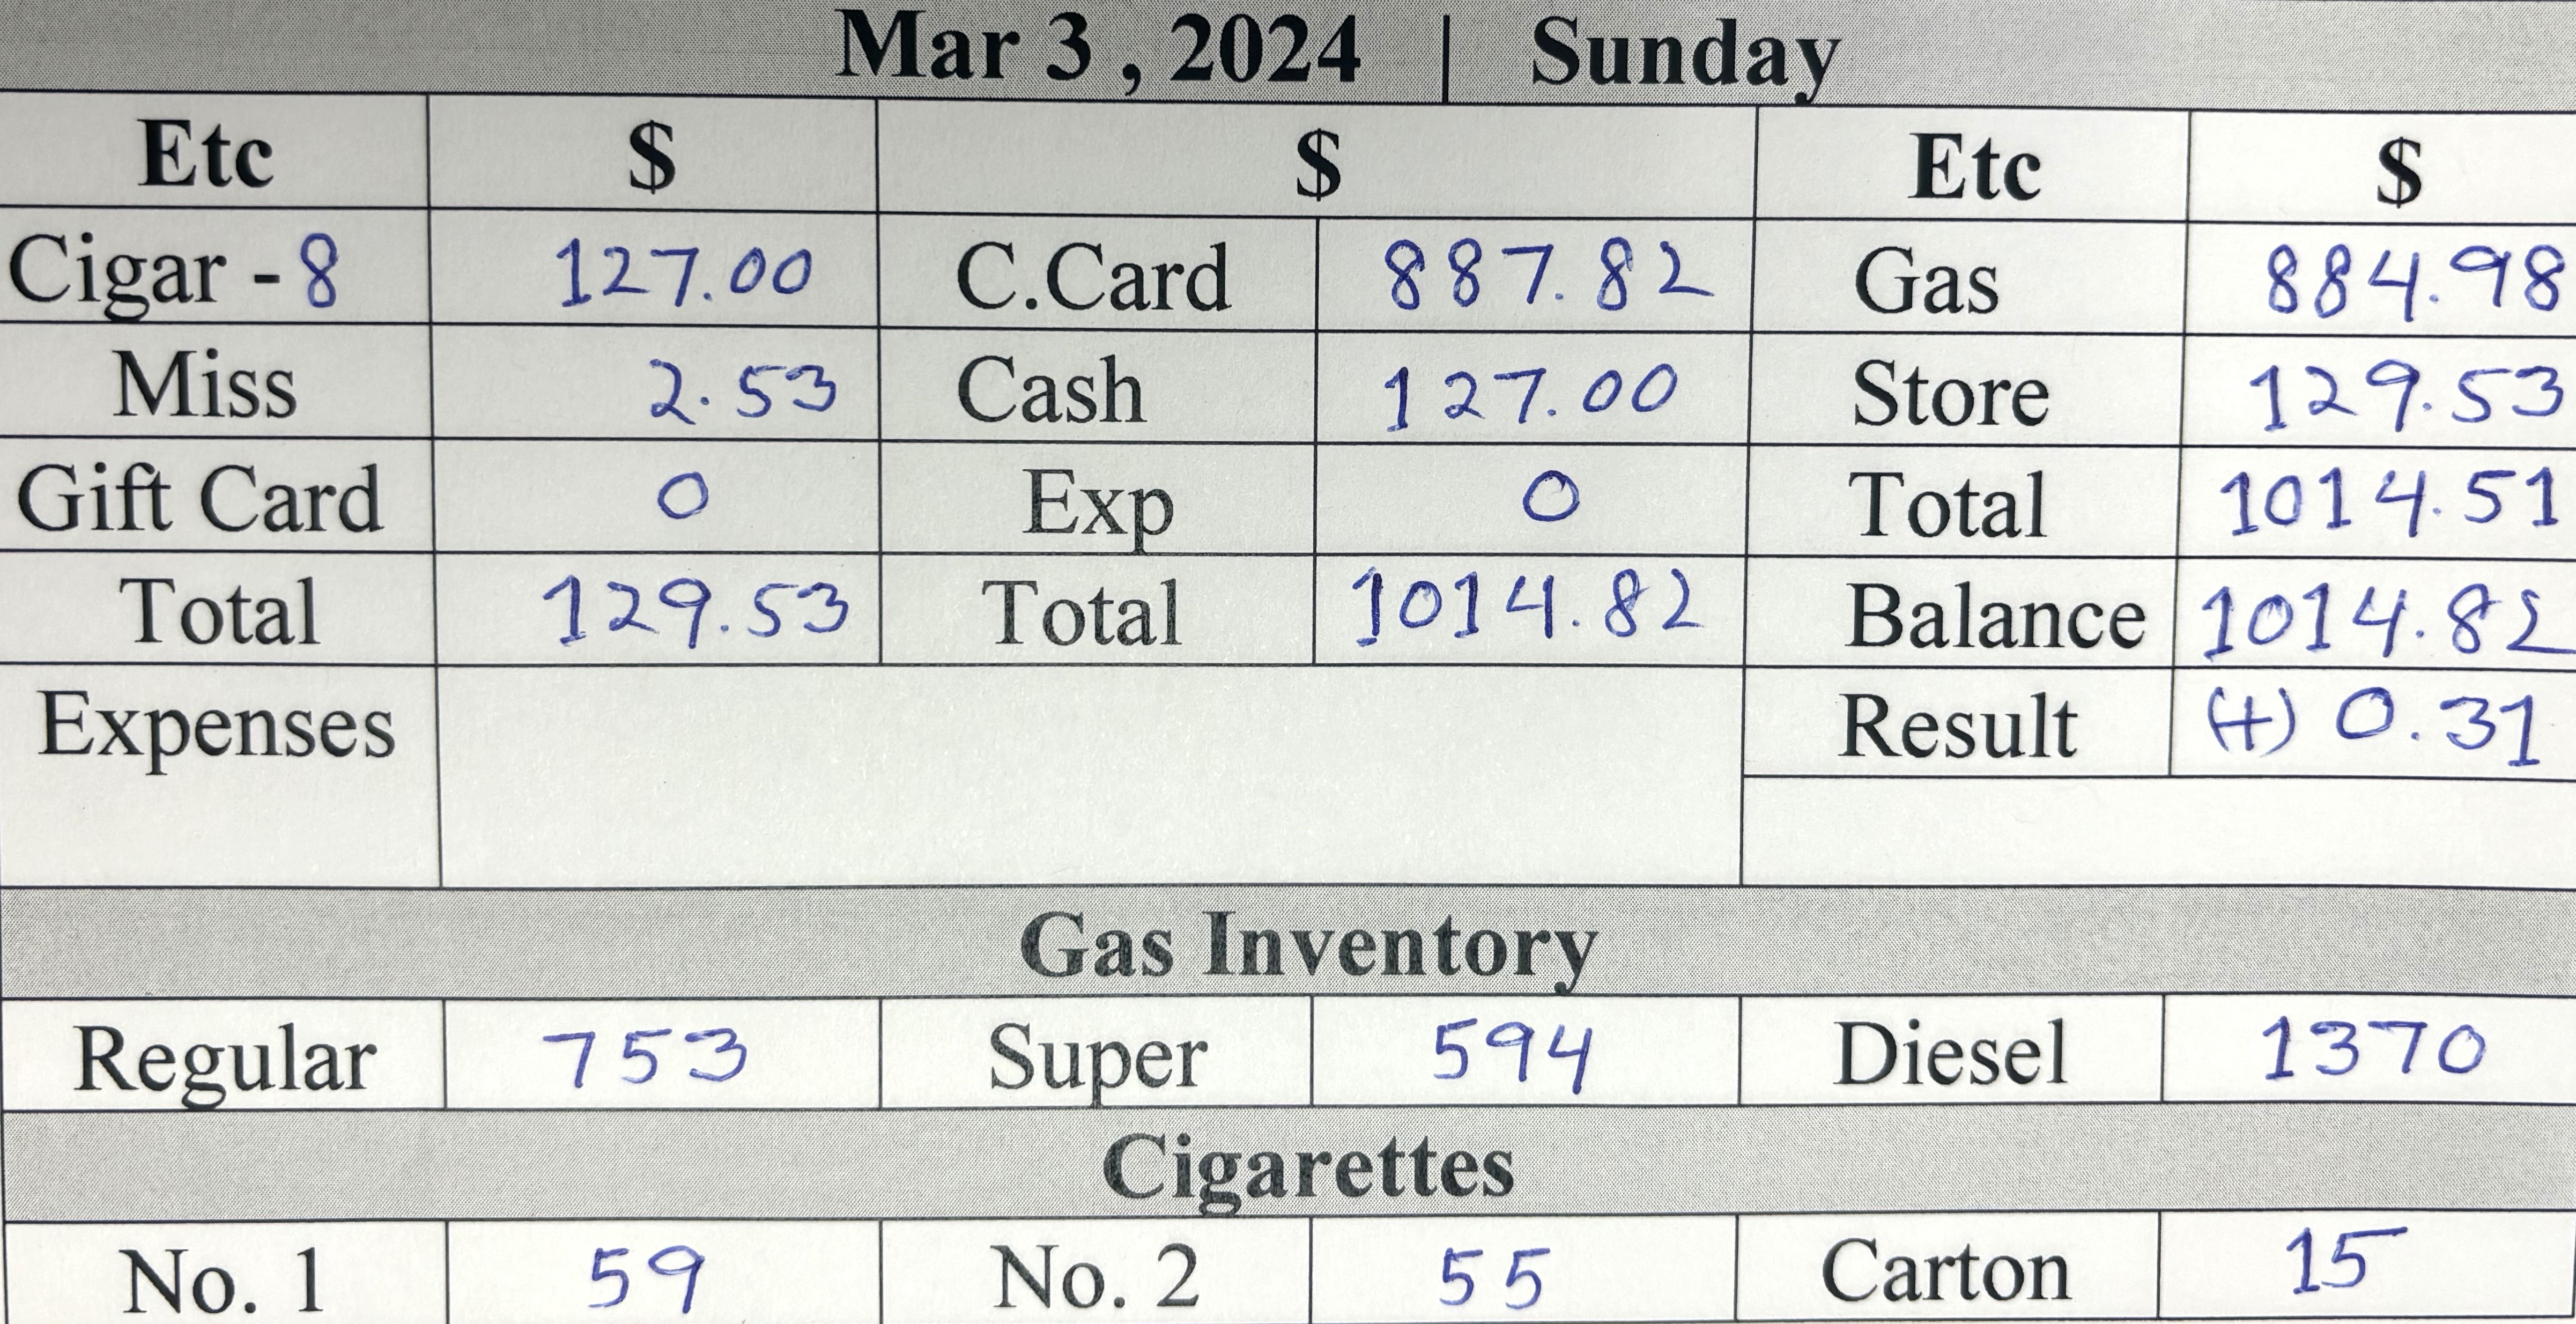 Mar 3 , 2024 | Sunday
Etc $ $ Etc $
Cigar - 8 127.00 C.Card 887.82 Gas 884.98
Miss 2.53 Cash 127.00 Store 129.53
Gift Card 0 Exp 0 Total 1014.51
Total 129.53 Total 1014.82 Balance 1014.82
Expenses Result (+) 0.31
Gas Inventory
Regular 753 Super 594 Diesel 1370
Cigarettes
No. 1 59 No. 2 55 Carton 15